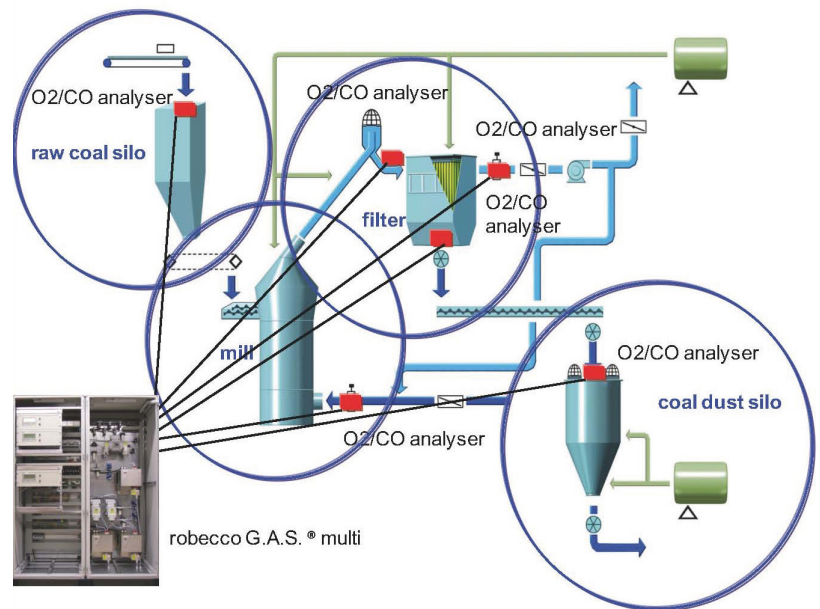 O2/CO analyser
raw coal silo
O2/CO analyser
O2/CO analyser
filter
O2/CO
analyser
mill
O2/CO analyser
coal dust silo
O2/CO analyser
robecco G.A.S. ® multi